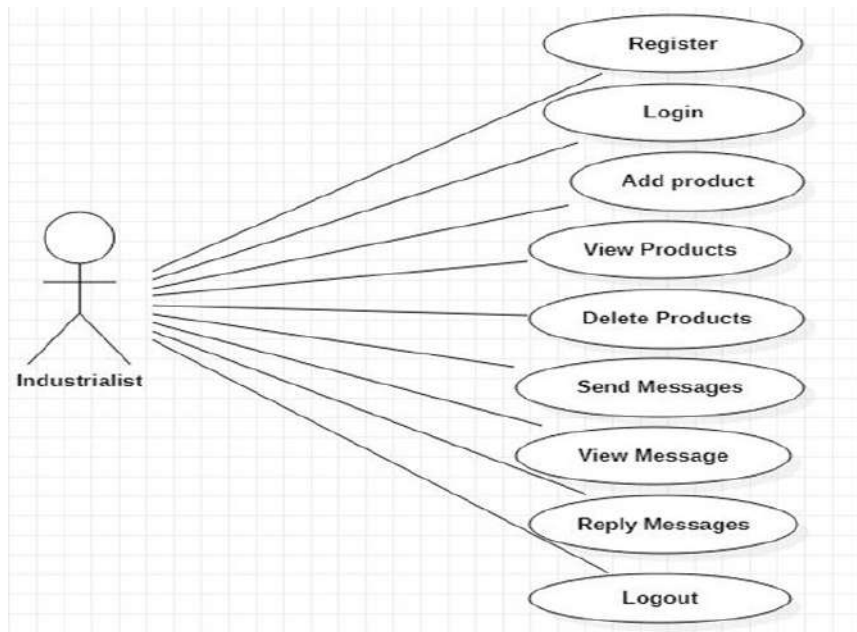 Register
Login
Add product
View Products
Delete Products
Industrialist
Send Messages
View Message
Reply Messages
Logout